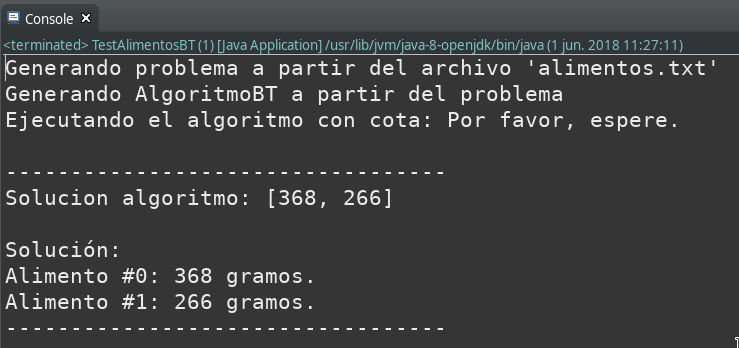 Console
<terminated> TestAlimentosBT (1) [Java Application] /usr/lib/jvm/java-8-openjdk/bin/java (1 jun. 2018 11:27:11)
Generando problema a partir del archivo 'alimentos.txt'
Generando AlgoritmoBT a partir del problema
Ejecutando el algoritmo con cota: Por favor, espere.
----------------------------------
Solucion algoritmo: [368, 266]
Solución:
Alimento #0: 368 gramos.
Alimento #1: 266 gramos.
----------------------------------